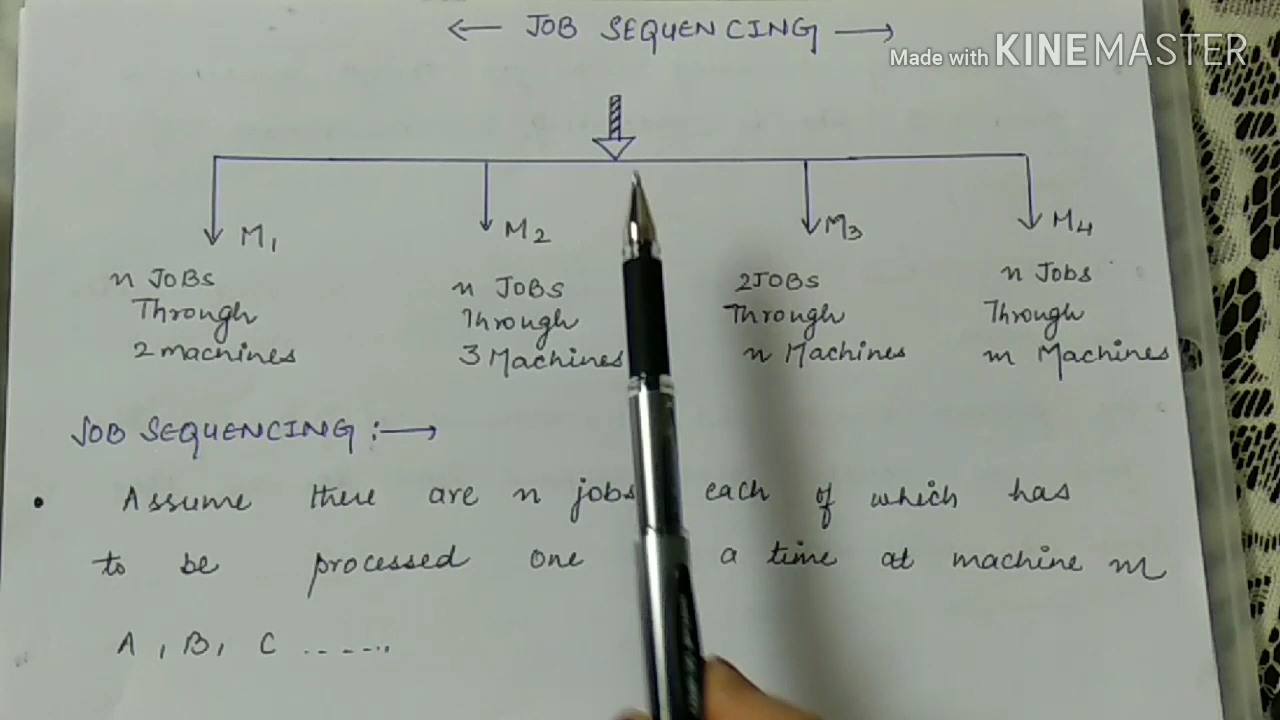 ← JOB SEQUENCING →
Made with KINEMASTER
M1
n JOBS
Through
2 machines
M2
n JOBS
Through
3 Machines
M3
2JOBS
Through
n Machines
M4
n Jobs
Through
m Machines
JOB SEQUENCING :→
• Assume there are n jobs each of which has
to be processed one a time at machine m
A, B, C ......